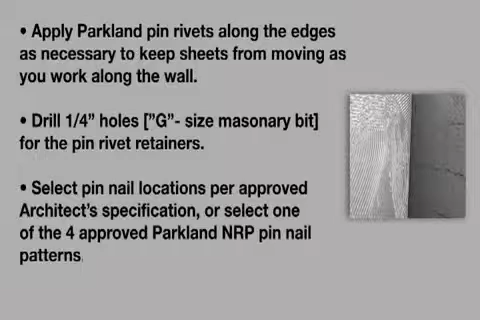 • Apply Parkland pin rivets along the edges
as necessary to keep sheets from moving as
you work along the wall.
• Drill 1/4” holes [”G”- size masonary bit]
for the pin rivet retainers.
• Select pin nail locations per approved
Architect’s specification, or select one
of the 4 approved Parkland NRP pin nail
patterns.